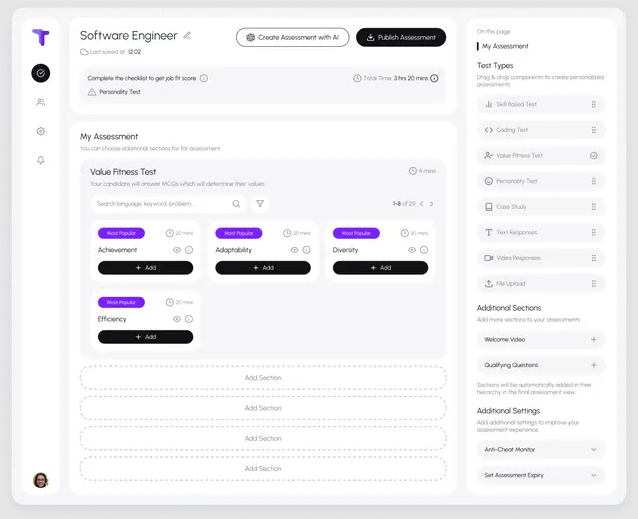 Software Engineer
Last saved at 12:02
Create Assessment with AI
Publish Assessment
Complete the checklist to get job fit score
Total Time: 3 hrs 20 mins
Personality Test
My Assessment
You can choose additional sections for for assessment
Value Fitness Test
4 mins
Your candidate will answer MCQs which will determine their values.
Search language, keyword, problem...
1-8 of 29
Most Popular
20 mins
Achievement
+ Add
Most Popular
20 mins
Adaptability
+ Add
Most Popular
20 mins
Diversity
+ Add
Most Popular
20 mins
Efficiency
+ Add
Add Section
Add Section
Add Section
Add Section
On this page
My Assessment
Test Types
Drag & drop components to create personalized
assessments
Skill Based Test
Coding Test
Value Fitness Test
Personality Test
Case Study
Text Responses
Video Responses
File Upload
Additional Sections
Add more sections to your assessments
Welcome Video
Qualifying Questions
Sections will be automatically added in their
hierarchy in the final assessment view.
Additional Settings
Add additional settings to improve your
assessment experience
Anti-Cheat Monitor
Set Assessment Expiry